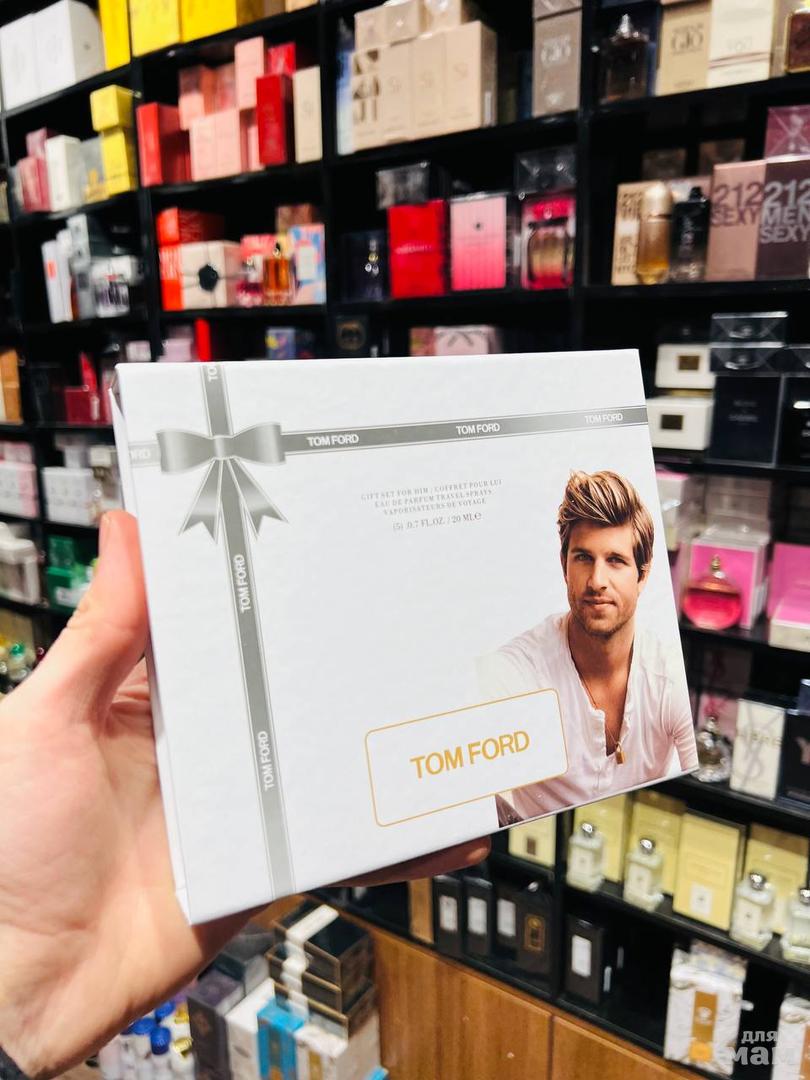 GIÒ
212
SEXY
212
MEN
SEXY
TOM FORD
TOM FORD
TOM FORD
GIFT SET FOR HIM / COFFRET POUR LUI
EAU DE PARFUM TRAVEL SPRAYS
VAPORISATEURS DE VOYAGE
(5) .0.7 FL.OZ. / 20 ML℮
TOM FORD
TOM FORD
TOM FORD
для
мам